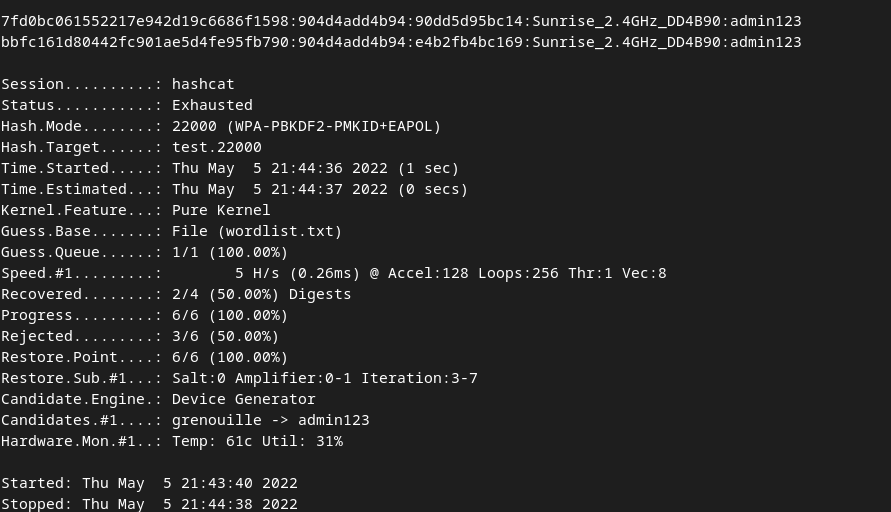 7fd0bc061552217e942d19c6686f1598:904d4add4b94:90dd5d95bc14:Sunrise_2.4GHz_DD4B90:admin123
bbfc161d80442fc901ae5d4fe95fb790:904d4add4b94:e4b2fb4bc169:Sunrise_2.4GHz_DD4B90:admin123
Session..........: hashcat
Status...........: Exhausted
Hash.Mode........: 22000 (WPA-PBKDF2-PMKID+EAPOL)
Hash.Target......: test.22000
Time.Started.....: Thu May  5 21:44:36 2022 (1 sec)
Time.Estimated...: Thu May  5 21:44:37 2022 (0 secs)
Kernel.Feature...: Pure Kernel
Guess.Base.......: File (wordlist.txt)
Guess.Queue......: 1/1 (100.00%)
Speed.#1.........:        5 H/s (0.26ms) @ Accel:128 Loops:256 Thr:1 Vec:8
Recovered........: 2/4 (50.00%) Digests
Progress.........: 6/6 (100.00%)
Rejected.........: 3/6 (50.00%)
Restore.Point....: 6/6 (100.00%)
Restore.Sub.#1...: Salt:0 Amplifier:0-1 Iteration:3-7
Candidate.Engine.: Device Generator
Candidates.#1....: grenouille -> admin123
Hardware.Mon.#1..: Temp: 61c Util: 31%
Started: Thu May  5 21:43:40 2022
Stopped: Thu May  5 21:44:38 2022